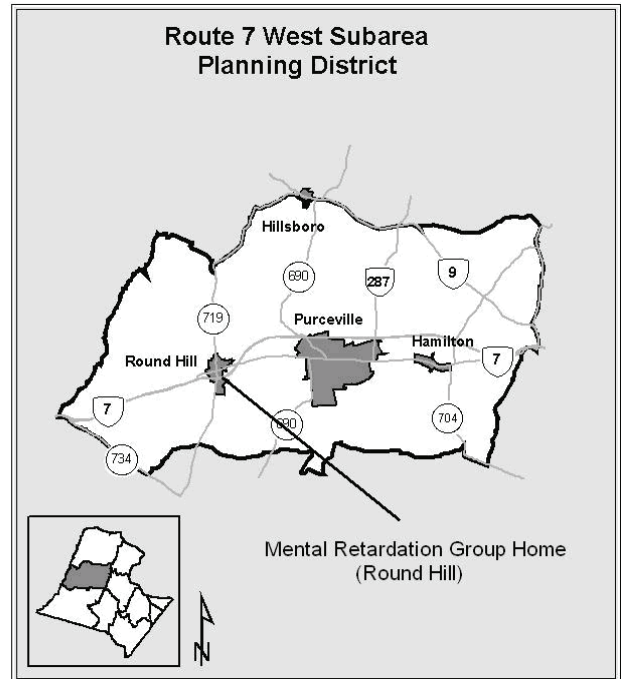 Route 7 West Subarea
Planning District
Hillsboro
690
287
9
719
Purceville
Hamilton
Round Hill
7
7
690
704
734
Mental Retardation Group Home
(Round Hill)
N